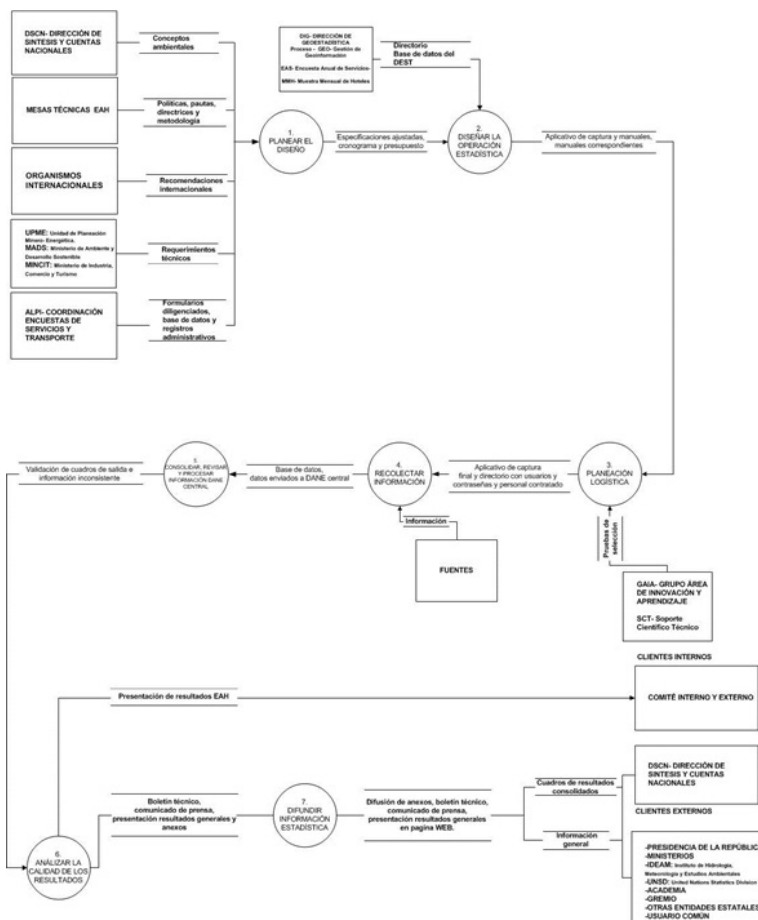 DSCN- DIRECCIÓN DE
SINTESIS Y CUENTAS
NACIONALES
Conceptos
ambientales
MESAS TÉCNICAS EAH
Políticas, pautas,
directrices y
metodología
ORGANISMOS
INTERNACIONALES
Recomendaciones
internacionales
UPME: Unidad de Planeación
Minero- Energética.
MADS: Ministerio de Ambiente y
Desarrollo Sostenible
MINCIT: Ministerio de Industria,
Comercio y Turismo
Requerimientos
técnicos
ALPI- COORDINACIÓN
ENCUESTAS DE
SERVICIOS Y
TRANSPORTE
Formularios
diligenciados,
base de datos y
registros
administrativos
1.
PLANEAR EL
DISEÑO
Especificaciones ajustadas,
cronograma y presupuesto
DIG- DIRECCIÓN DE
GEOESTADÍSTICA
Process - GEO- Gestión de
Geoinformación
EAS- Encuesta Anual de Servicios-
MMH- Muestra Mensual de Hoteles
Directorio
Base de datos del
DEST
2.
DISEÑAR LA
OPERACIÓN
ESTADÍSTICA
Aplicativo de captura y manuales,
manuales correspondientes
3.
PLANEACIÓN
LOGÍSTICA
Pruebas de
selección
GAIA- GRUPO ÁREA
DE INNOVACIÓN Y
APRENDIZAJE
SCT- Soporte
Científico Técnico
Aplicativo de captura
final y directorio con usuarios y
contraseñas y personal contratado
4.
RECOLECTAR
INFORMACIÓN
Información
FUENTES
Base de datos,
datos enviados a DANE central
5.
CONSOLIDAR, REVISAR
Y PROCESAR
INFORMACIÓN DANE
CENTRAL
Validación de cuadros de salida e
información inconsistente
6.
ANÁLIZAR LA
CALIDAD DE LOS
RESULTADOS
Presentación de resultados EAH
CLIENTES INTERNOS
COMITÉ INTERNO Y EXTERNO
Boletín técnico,
comunicado de prensa,
presentación resultados generales y
anexos
7.
DIFUNDIR
INFORMACIÓN
ESTADÍSTICA
Difusión de anexos, boletín técnico,
comunicado de prensa,
presentación resultados generales
en pagina WEB.
Cuadros de resultados
consolidados
DSCN- DIRECCIÓN DE
SINTESIS Y CUENTAS
NACIONALES
CLIENTES EXTERNOS
Información
general
-PRESIDENCIA DE LA REPÚBLIC
-MINISTERIOS
-IDEAM: Instituto de Hidrología,
Meteorología y Estudios Ambientales
-UNSD: United Nations Statistics Division
-ACADEMIA
-GREMIO
-OTRAS ENTIDADES ESTATALES
-USUARIO COMÚN